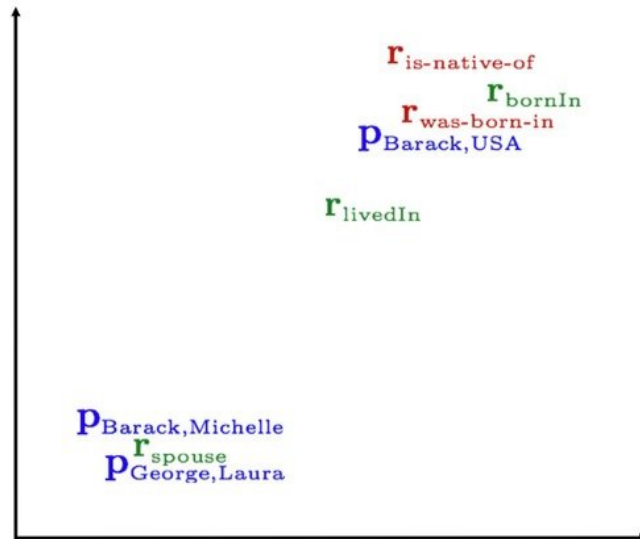 r is-native-of
r bornIn
r was-born-in
p Barack,USA
r livedIn
p Barack,Michelle
r spouse
p George,Laura